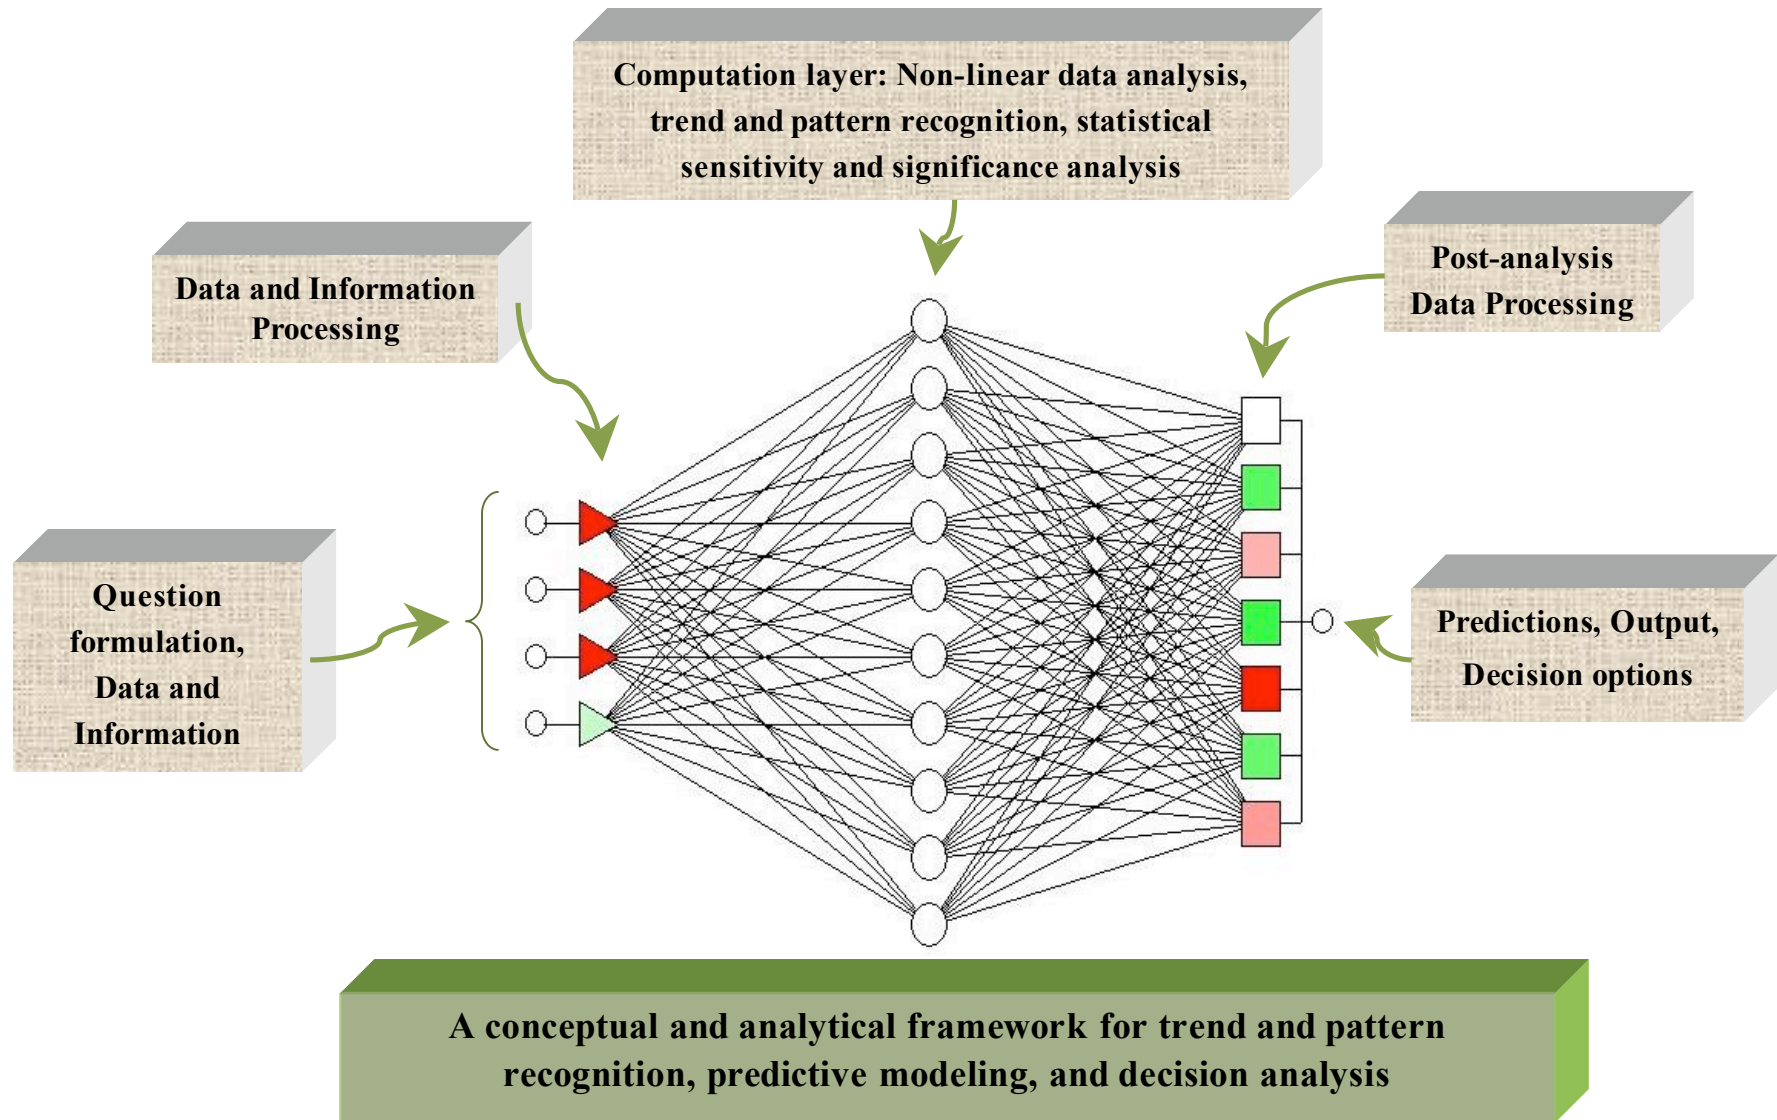 Computation layer: Non-linear data analysis,
trend and pattern recognition, statistical
sensitivity and significance analysis
Data and Information
Processing
Post-analysis
Data Processing
Question
formulation,
Data and
Information
Predictions, Output,
Decision options
A conceptual and analytical framework for trend and pattern
recognition, predictive modeling, and decision analysis